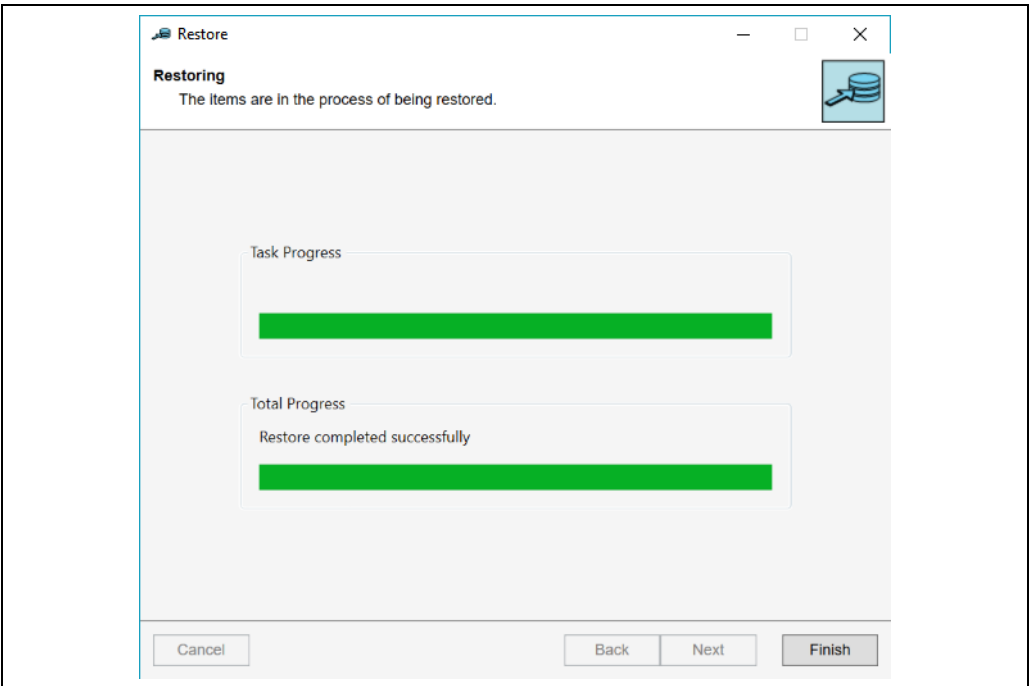 Restore
Restoring
The items are in the process of being restored.
Task Progress
Total Progress
Restore completed successfully
Cancel
Back
Next
Finish